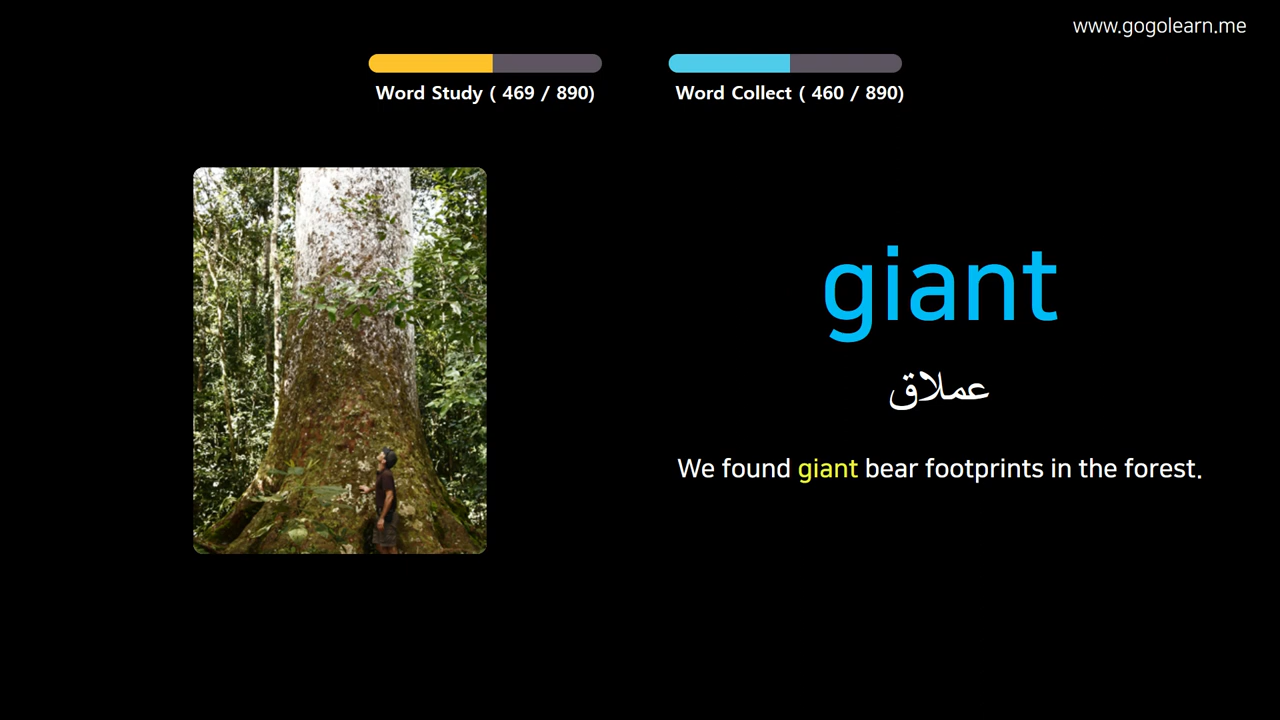 www.gogolearn.me
Word Study ( 469 / 890)
Word Collect ( 460 / 890)
giant
عملاق
We found giant bear footprints in the forest.